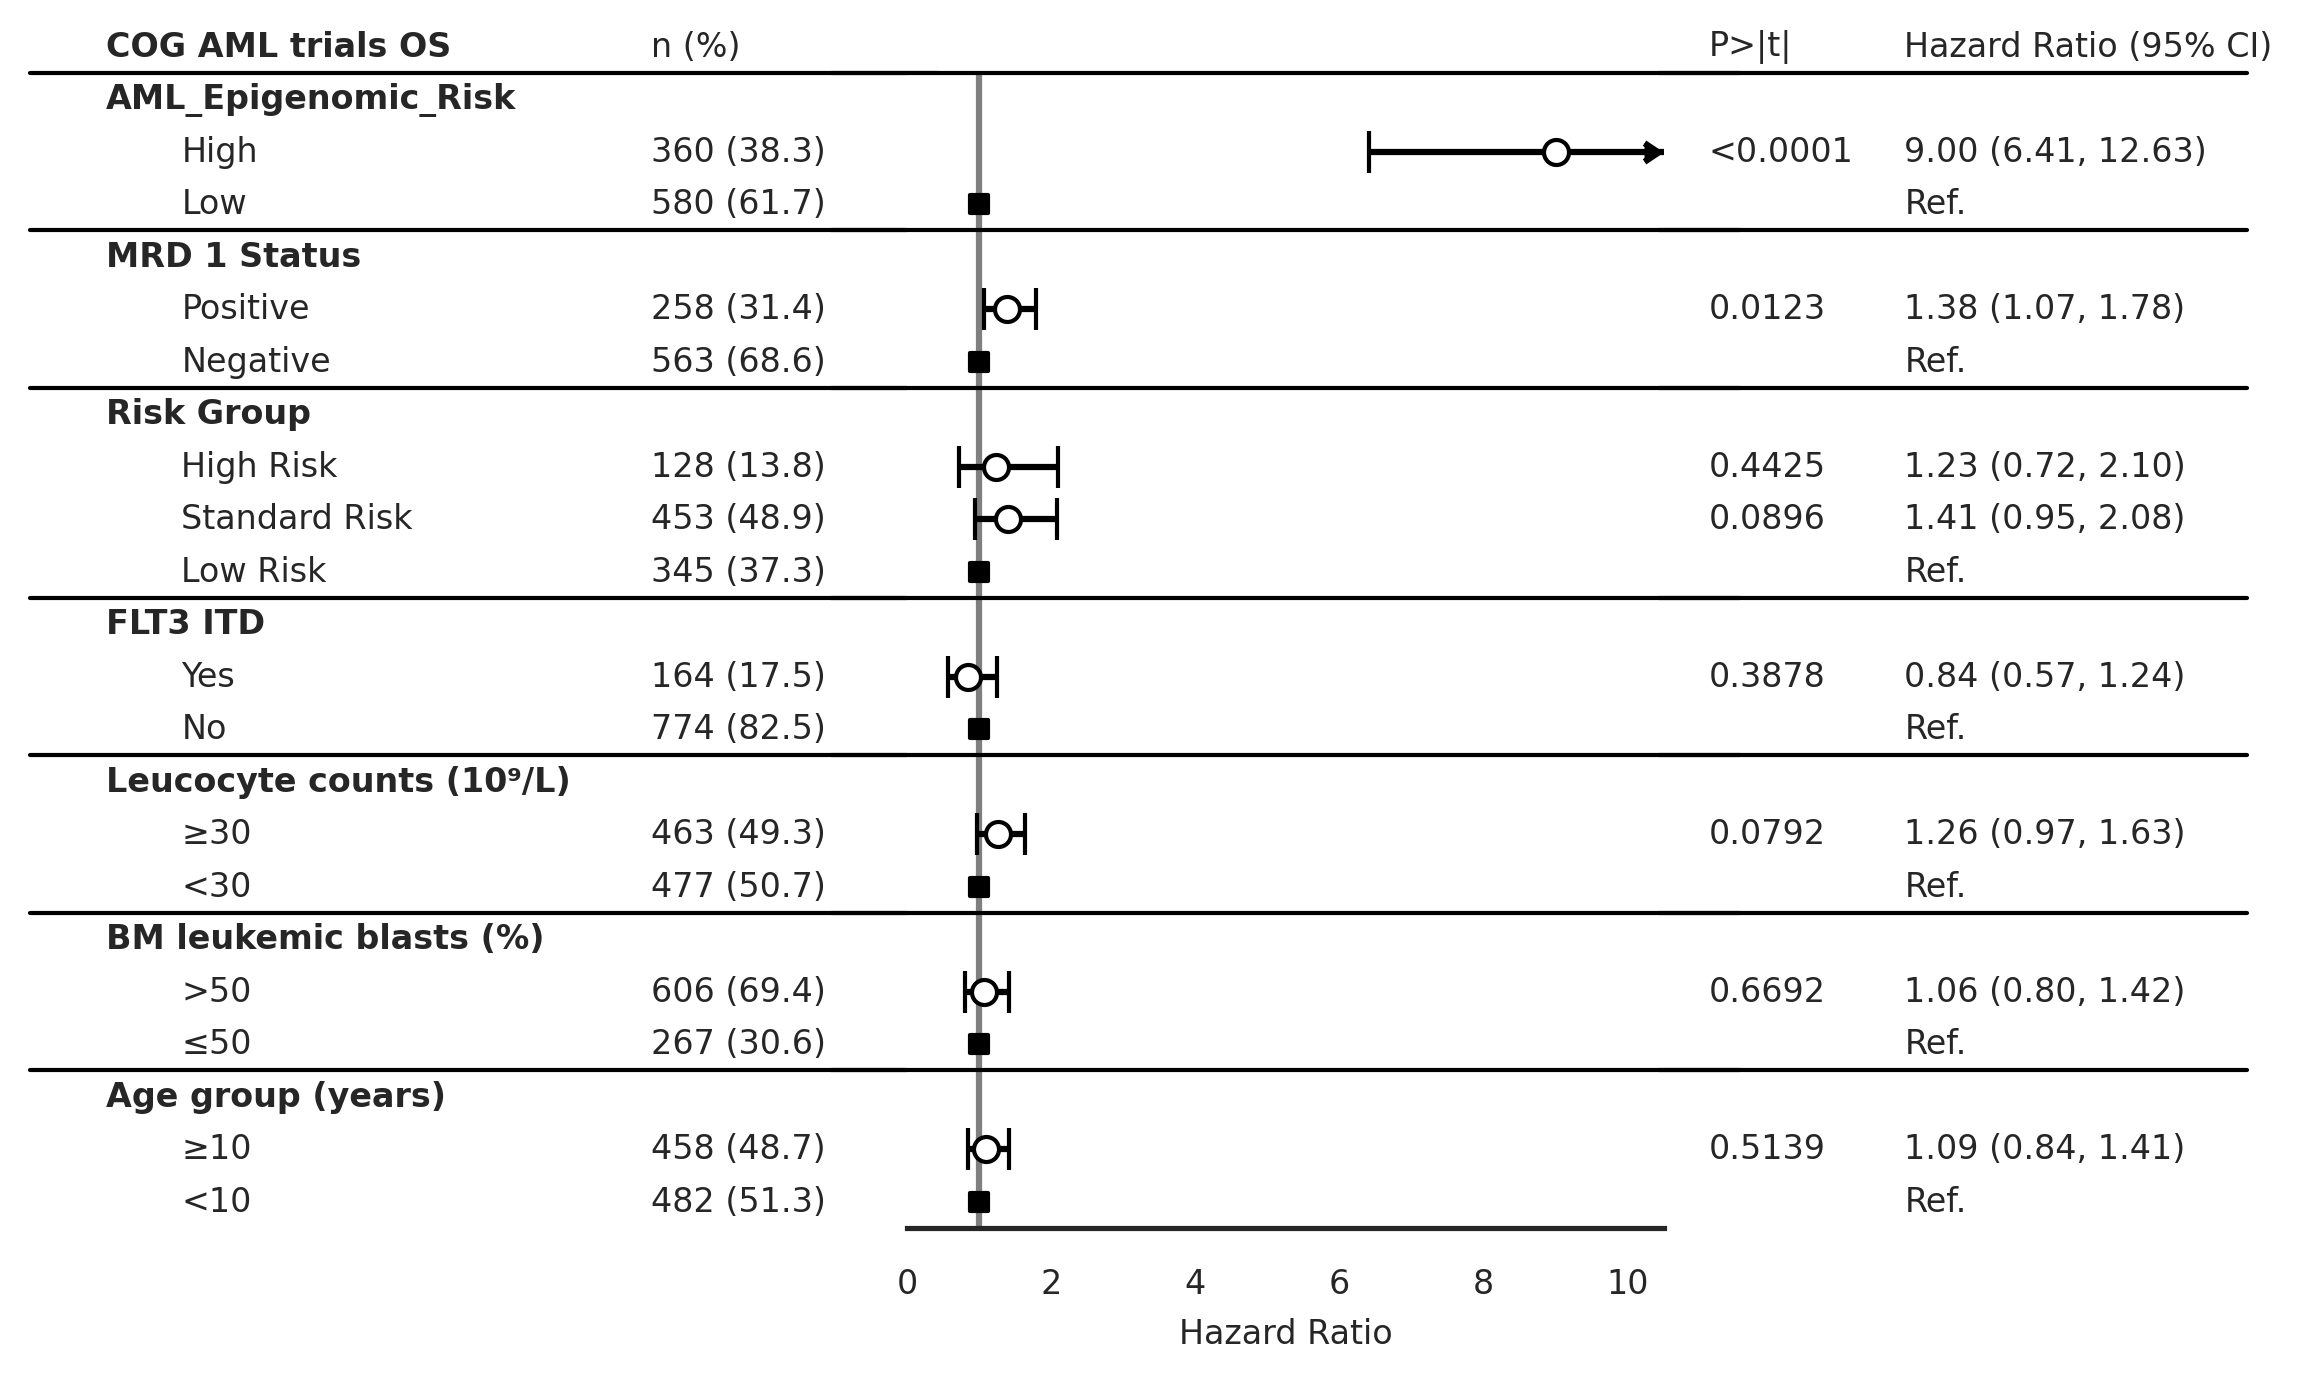 COG AML trials OS n (%) P>|t| Hazard Ratio (95% CI)
AML_Epigenomic_Risk
High 360 (38.3) <0.0001 9.00 (6.41, 12.63)
Low 580 (61.7) Ref.
MRD 1 Status
Positive 258 (31.4) 0.0123 1.38 (1.07, 1.78)
Negative 563 (68.6) Ref.
Risk Group
High Risk 128 (13.8) 0.4425 1.23 (0.72, 2.10)
Standard Risk 453 (48.9) 0.0896 1.41 (0.95, 2.08)
Low Risk 345 (37.3) Ref.
FLT3 ITD
Yes 164 (17.5) 0.3878 0.84 (0.57, 1.24)
No 774 (82.5) Ref.
Leucocyte counts (10⁹/L)
≥30 463 (49.3) 0.0792 1.26 (0.97, 1.63)
<30 477 (50.7) Ref.
BM leukemic blasts (%)
>50 606 (69.4) 0.6692 1.06 (0.80, 1.42)
≤50 267 (30.6) Ref.
Age group (years)
≥10 458 (48.7) 0.5139 1.09 (0.84, 1.41)
<10 482 (51.3) Ref.
0 2 4 6 8 10
Hazard Ratio